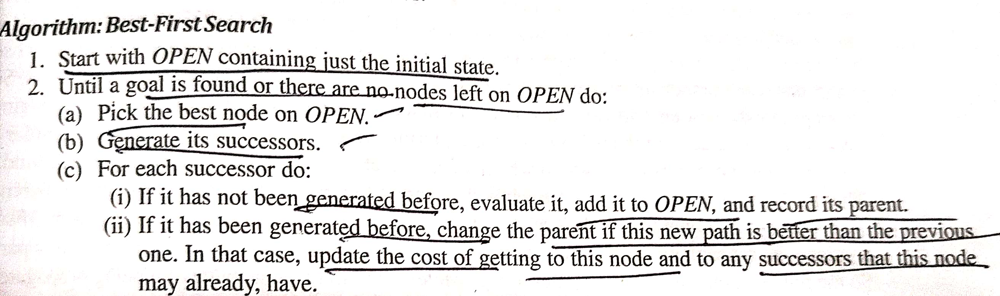 Algorithm: Best-First Search
1. Start with OPEN containing just the initial state.
2. Until a goal is found or there are no nodes left on OPEN do:
(a) Pick the best node on OPEN.
(b) Generate its successors.
(c) For each successor do:
(i) If it has not been generated before, evaluate it, add it to OPEN, and record its parent.
(ii) If it has been generated before, change the parent if this new path is better than the previous
one. In that case, update the cost of getting to this node and to any successors that this node
may already, have.